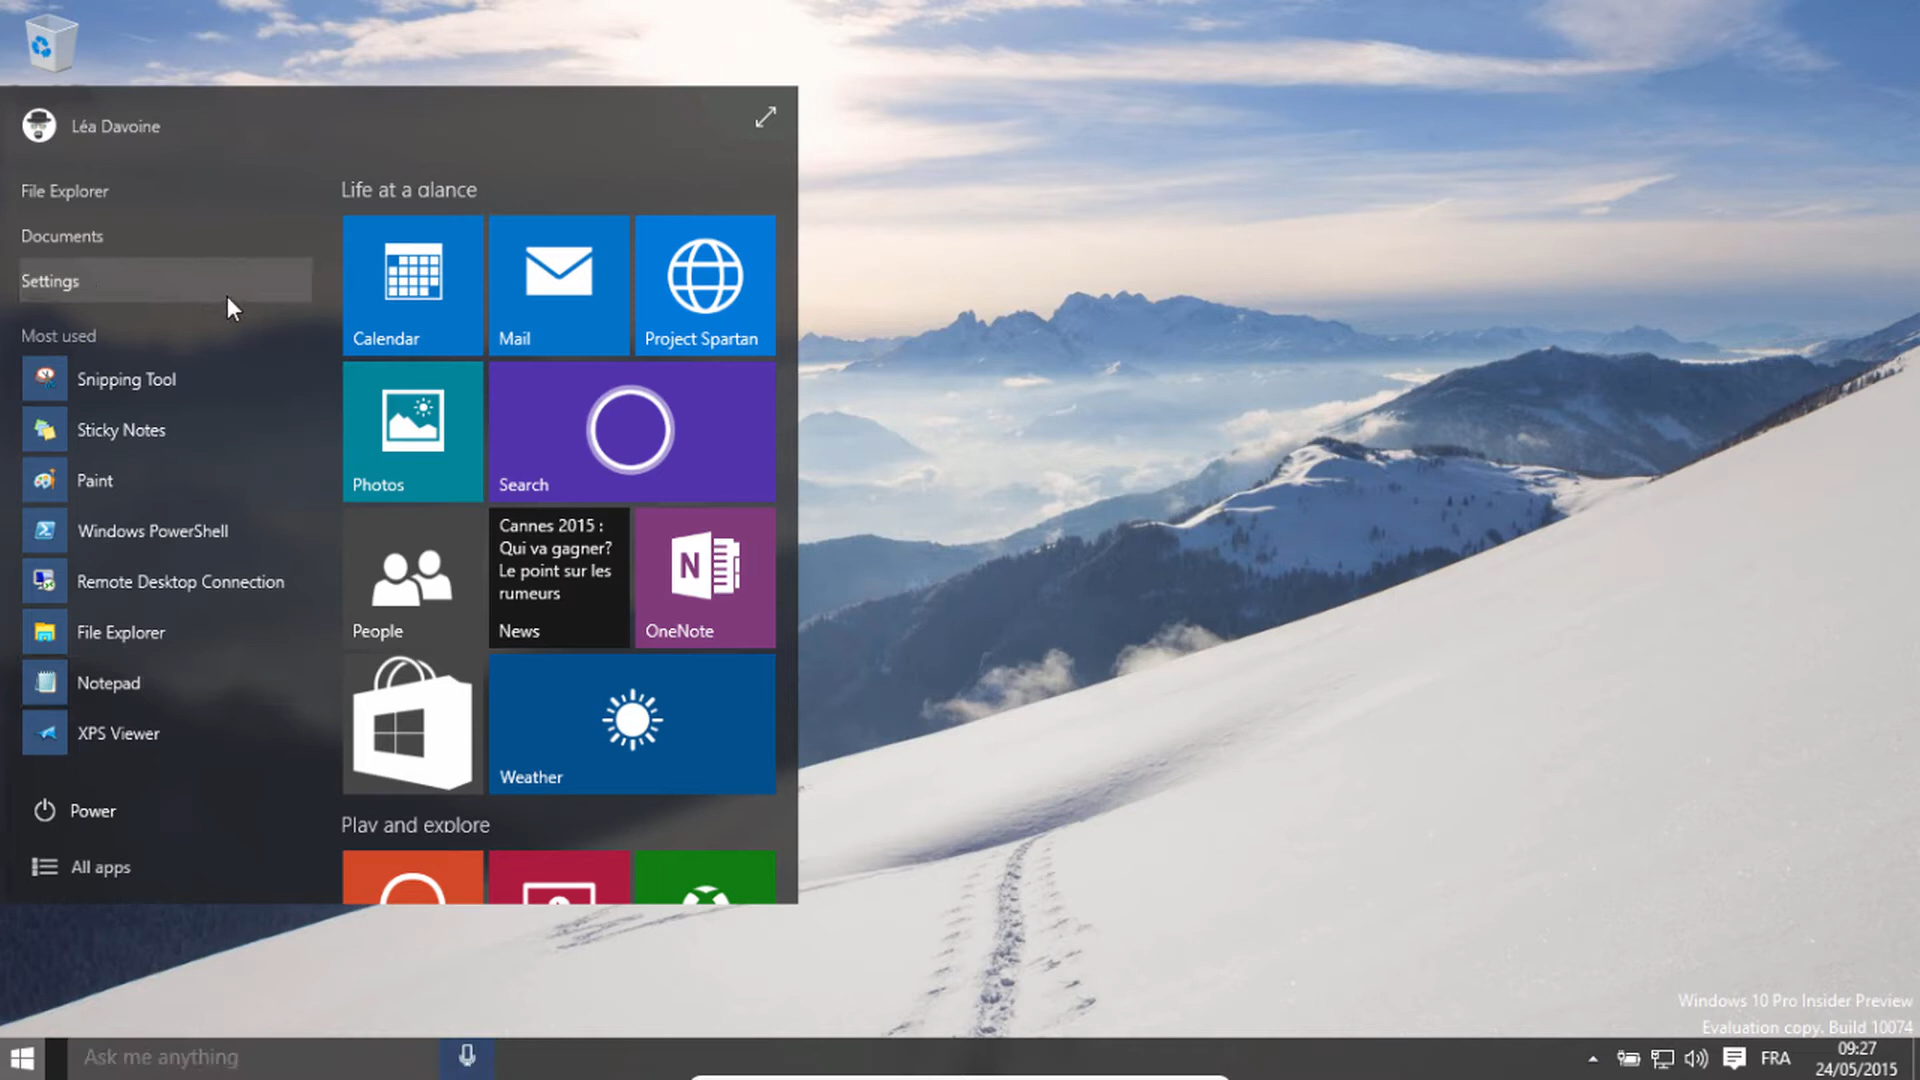 Léa Davoine
File Explorer
Documents
Settings
Most used
Snipping Tool
Sticky Notes
Paint
Windows PowerShell
Remote Desktop Connection
File Explorer
Notepad
XPS Viewer
Power
All apps
Life at a glance
Calendar
Mail
Project Spartan
Photos
Search
People
Cannes 2015 :
Qui va gagner?
Le point sur les
rumeurs
News
N
OneNote
Weather
Play and explore
Windows 10 Pro Insider Preview
Evaluation copy. Build 10074
Ask me anything
FRA
09:27
24/05/2015